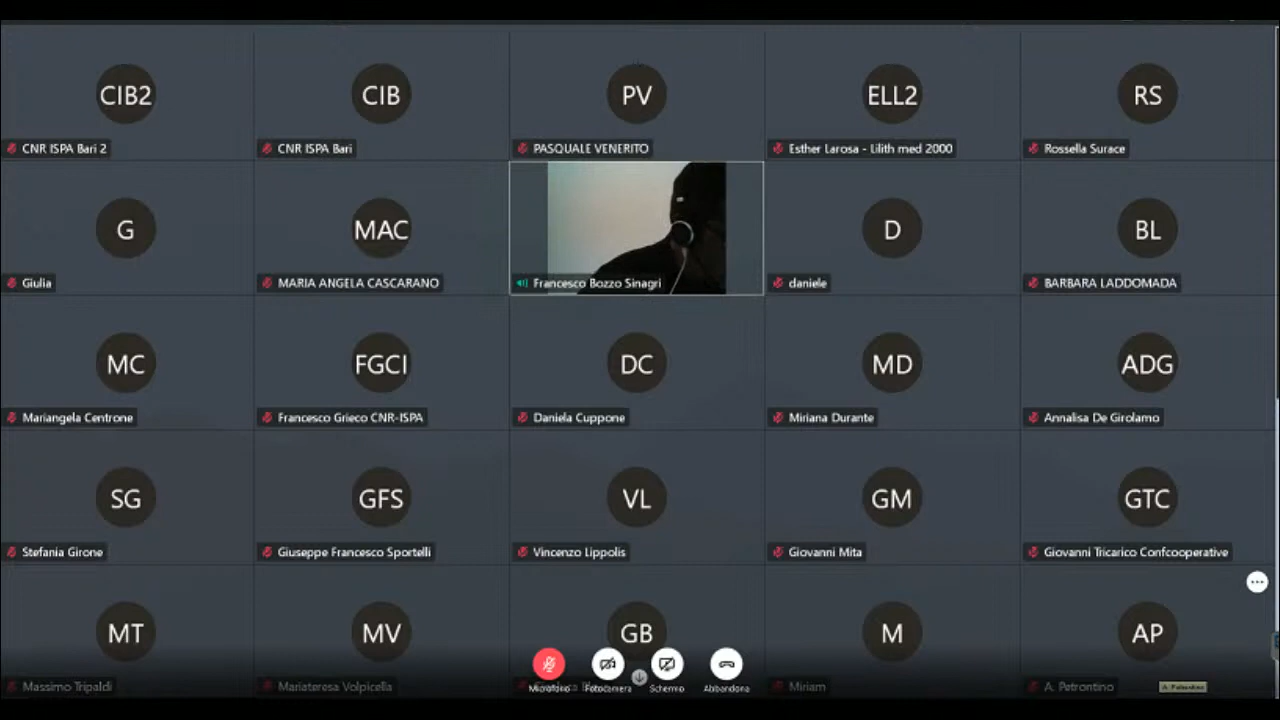 CIB2
CIB
PV
ELL2
RS
CNR ISPA Bari 2
CNR ISPA Bari
PASQUALE VENERITO
Esther Larosa - Lilith med 2000
Rossella Surace
G
MAC
D
BL
Giulia
MARIA ANGELA CASCARANO
Francesco Bozzo Sinagri
daniele
BARBARA LADDOMADA
MC
FGCI
DC
MD
ADG
Mariangela Centrone
Francesco Grieco CNR-ISPA
Daniela Cuppone
Miriana Durante
Annalisa De Girolamo
SG
GFS
VL
GM
GTC
Stefania Girone
Giuseppe Francesco Sportelli
Vincenzo Lippolis
Giovanni Mita
Giovanni Tricarico Confcooperative
MT
MV
GB
M
AP
Massimo Tripaldi
Mariateresa Volpicella
Microfono
Fotocamera
Schermo
Abbandona
Miriam
A. Petrontino
A. Petrontino